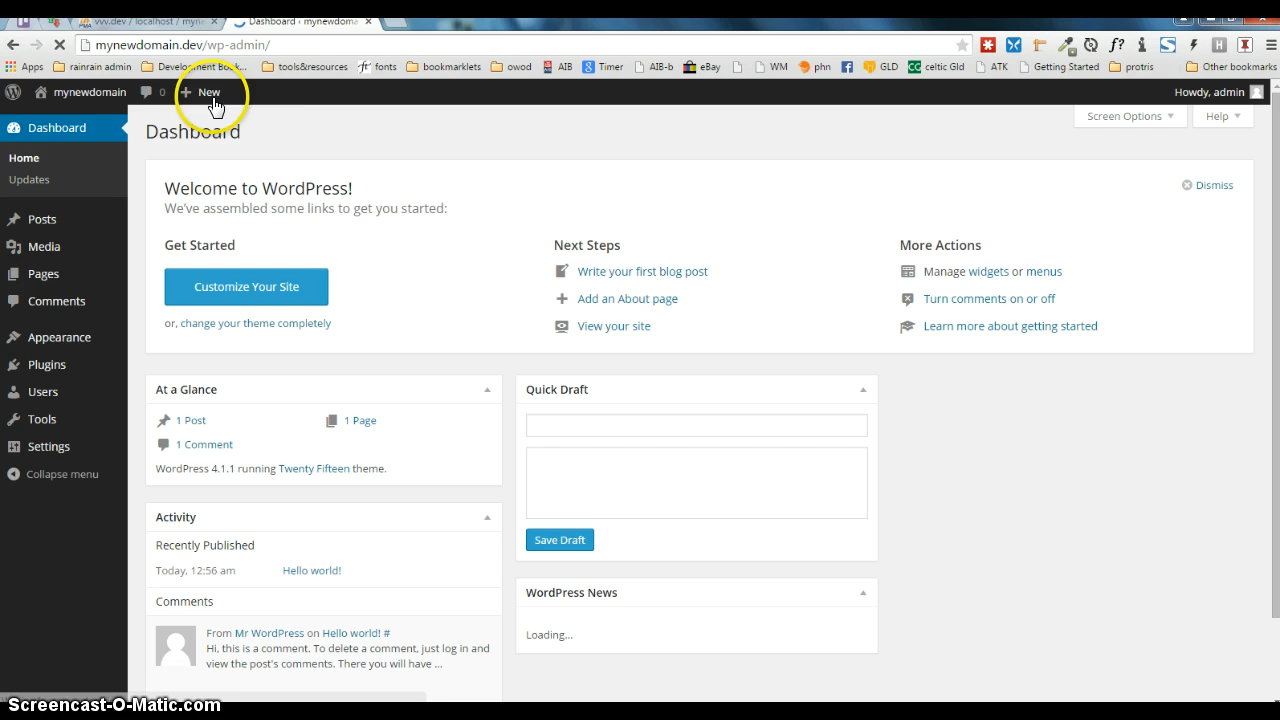 vvv.dev / localhost / myn
Dashboard ‹ mynewdoma
mynewdomain.dev/wp-admin/
Apps rainrain admin Development Book... tools&resources fonts bookmarklets owod AIB Timer AIB-b eBay WM phn GLD celtic Gld ATK Getting Started protris Other bookmarks
mynewdomain 0 New Howdy, admin
Dashboard
Home
Updates
Posts
Media
Pages
Comments
Appearance
Plugins
Users
Tools
Settings
Collapse menu
Dashboard
Screen Options Help
Welcome to WordPress!
Dismiss
We've assembled some links to get you started:
Get Started
Customize Your Site
or, change your theme completely
Next Steps
Write your first blog post
Add an About page
View your site
More Actions
Manage widgets or menus
Turn comments on or off
Learn more about getting started
At a Glance
1 Post 1 Page
1 Comment
WordPress 4.1.1 running Twenty Fifteen theme.
Activity
Recently Published
Today, 12:56 am Hello world!
Comments
From Mr WordPress on Hello world! #
Hi, this is a comment. To delete a comment, just log in and
view the post's comments. There you will have ...
Quick Draft
Save Draft
WordPress News
Loading...
Screencast-O-Matic.com